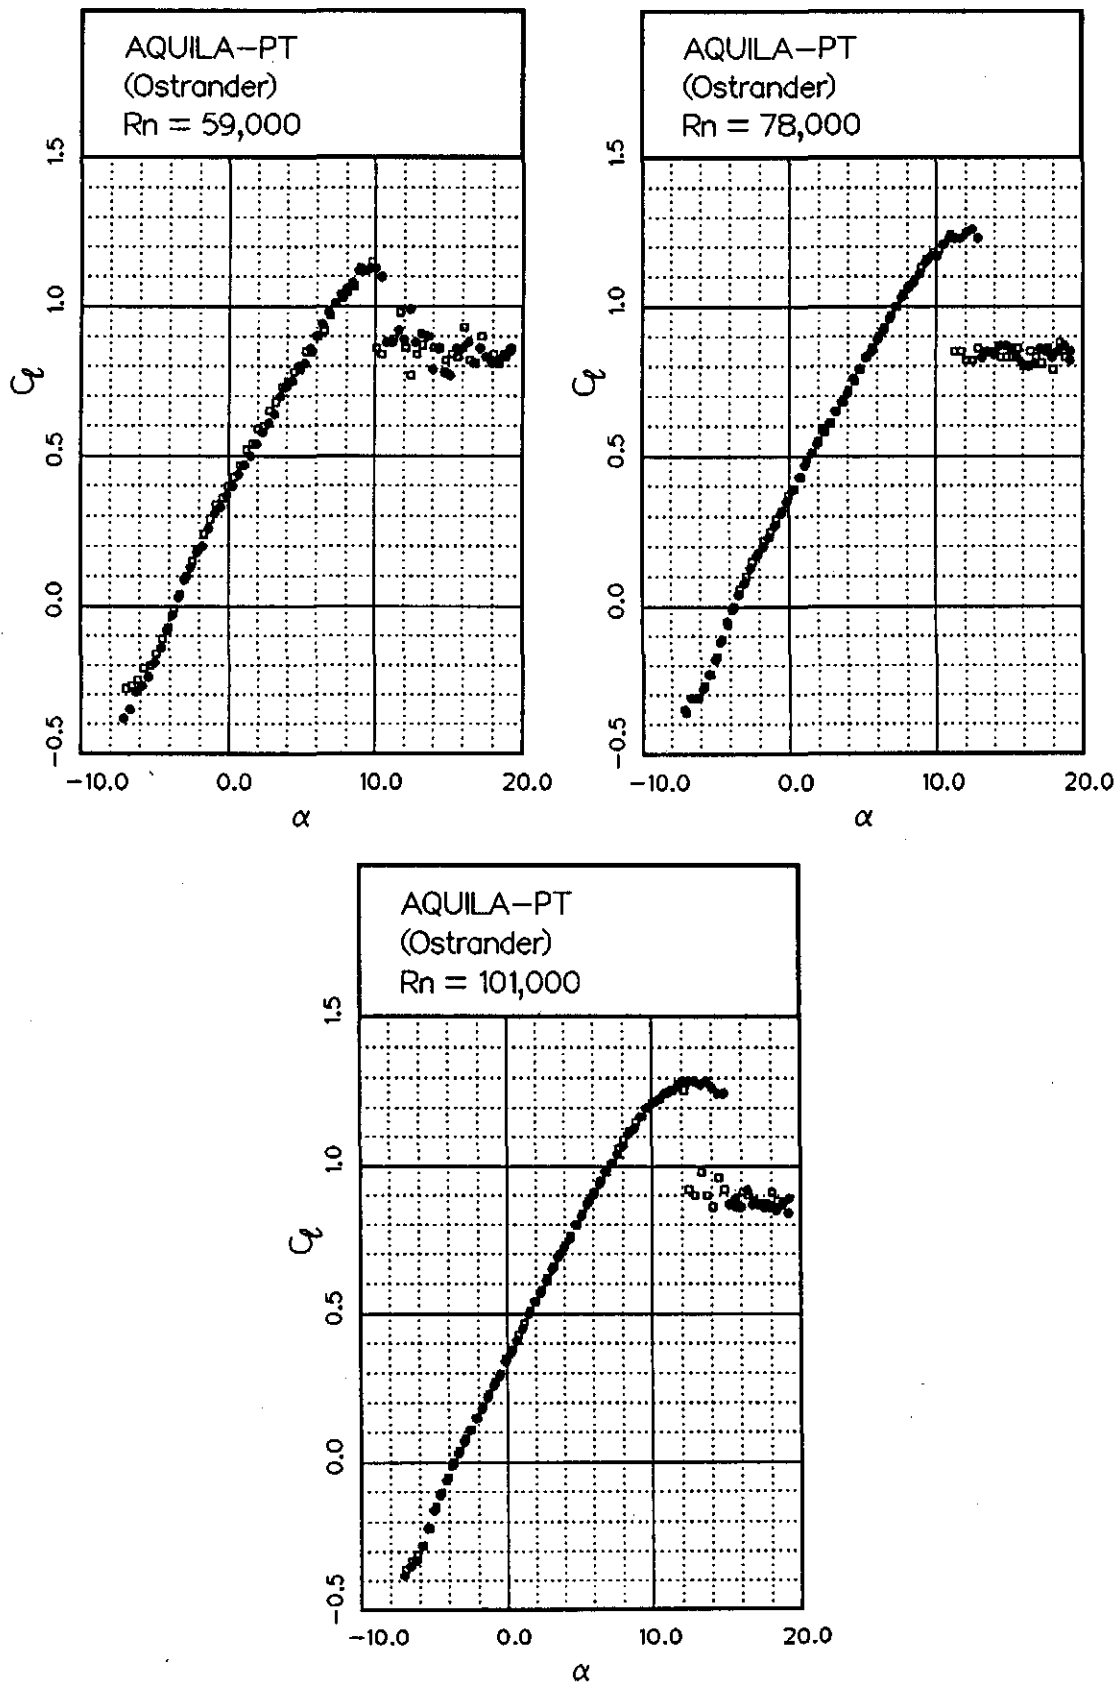 AQUILA-PT
(Ostrander)
Rn = 59,000
1.5
1.0
0.5
0.0
-0.5
Cℓ
-10.0 0.0 10.0 20.0
α
AQUILA-PT
(Ostrander)
Rn = 78,000
1.5
1.0
0.5
0.0
-0.5
Cℓ
-10.0 0.0 10.0 20.0
α
AQUILA-PT
(Ostrander)
Rn = 101,000
1.5
1.0
0.5
0.0
-0.5
Cℓ
-10.0 0.0 10.0 20.0
α